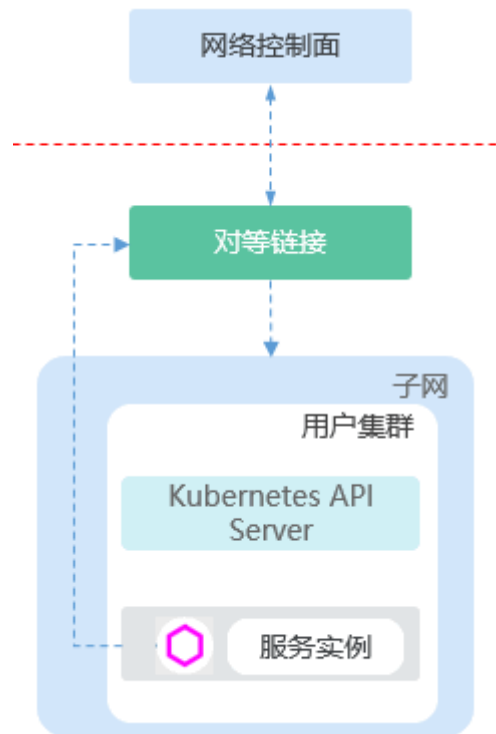 网络控制面
对等链接
子网
用户集群
Kubernetes API
Server
服务实例